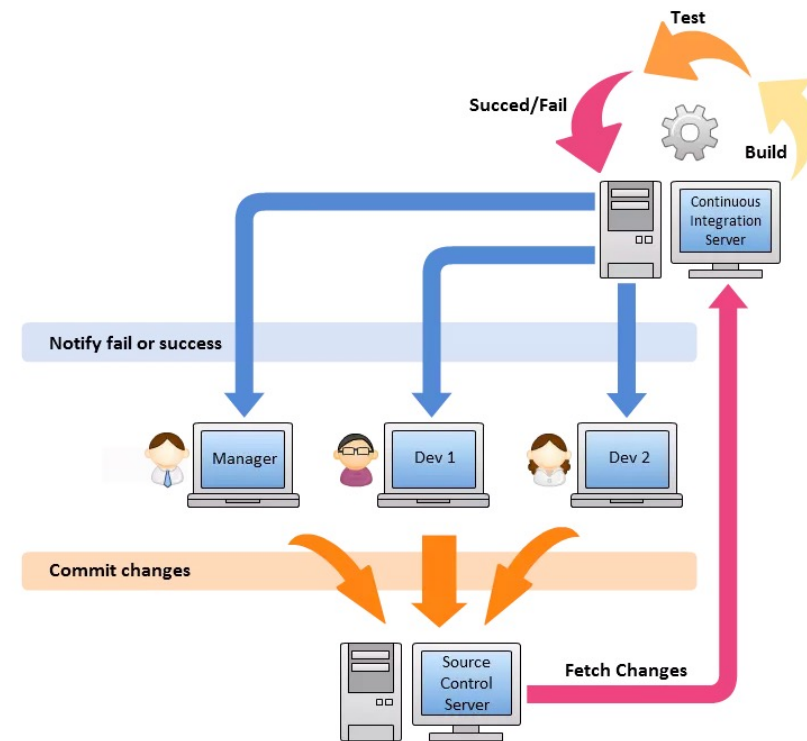 Test
Succed/Fail
Build
Continuous
Integration
Server
Notify fail or success
Manager
Dev 1
Dev 2
Commit changes
Source
Control
Server
Fetch Changes